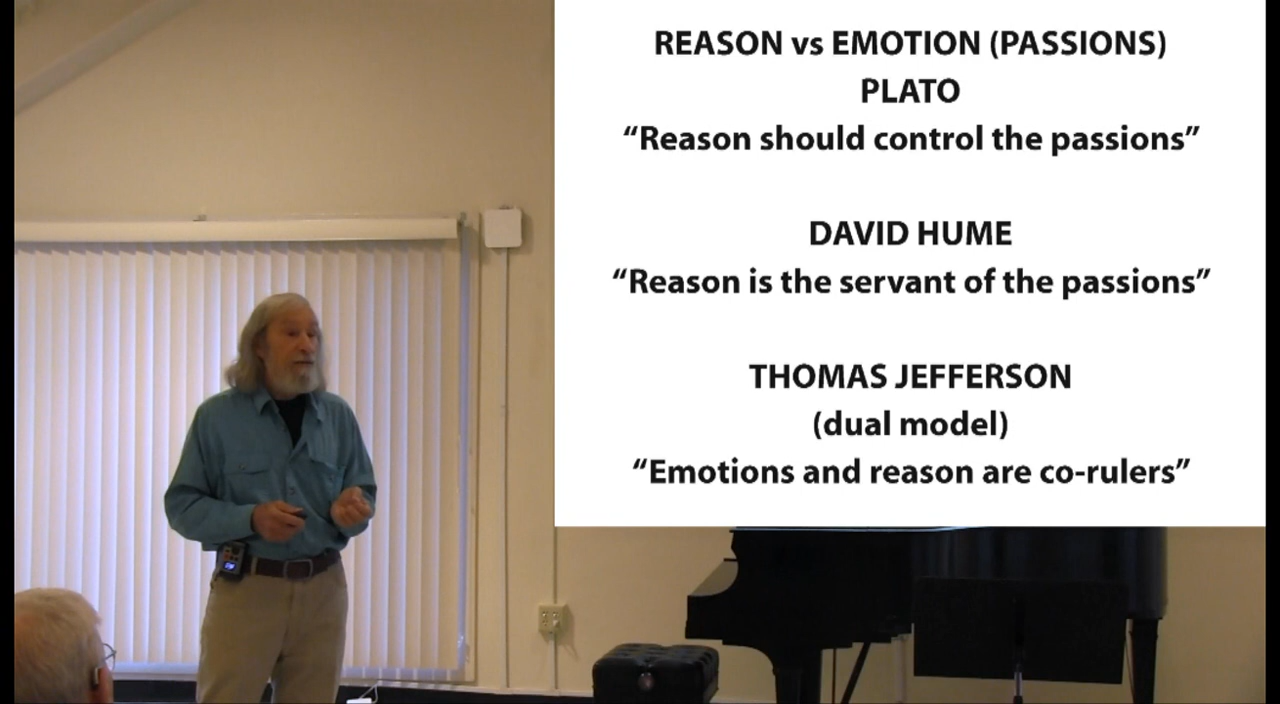 REASON vs EMOTION (PASSIONS)
PLATO
“Reason should control the passions”
DAVID HUME
“Reason is the servant of the passions”
THOMAS JEFFERSON
(dual model)
“Emotions and reason are co-rulers”